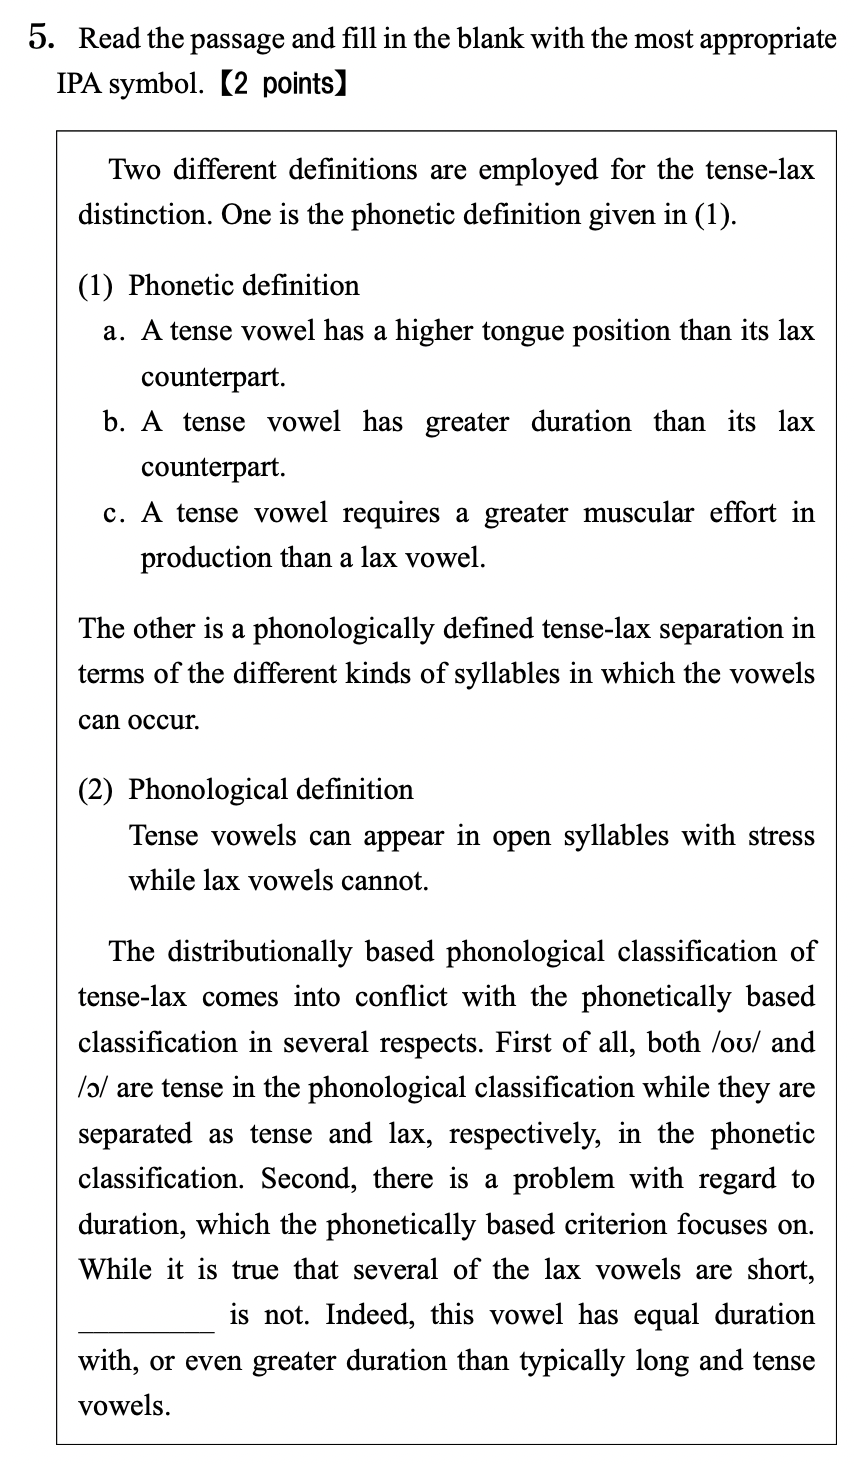 5. Read the passage and fill in the blank with the most appropriate
IPA symbol. 【2 points】
Two different definitions are employed for the tense-lax
distinction. One is the phonetic definition given in (1).
(1) Phonetic definition
a. A tense vowel has a higher tongue position than its lax
counterpart.
b. A tense vowel has greater duration than its lax
counterpart.
c. A tense vowel requires a greater muscular effort in
production than a lax vowel.
The other is a phonologically defined tense-lax separation in
terms of the different kinds of syllables in which the vowels
can occur.
(2) Phonological definition
Tense vowels can appear in open syllables with stress
while lax vowels cannot.
The distributionally based phonological classification of
tense-lax comes into conflict with the phonetically based
classification in several respects. First of all, both /oʊ/ and
/ɔ/ are tense in the phonological classification while they are
separated as tense and lax, respectively, in the phonetic
classification. Second, there is a problem with regard to
duration, which the phonetically based criterion focuses on.
While it is true that several of the lax vowels are short,
__________ is not. Indeed, this vowel has equal duration
with, or even greater duration than typically long and tense
vowels.